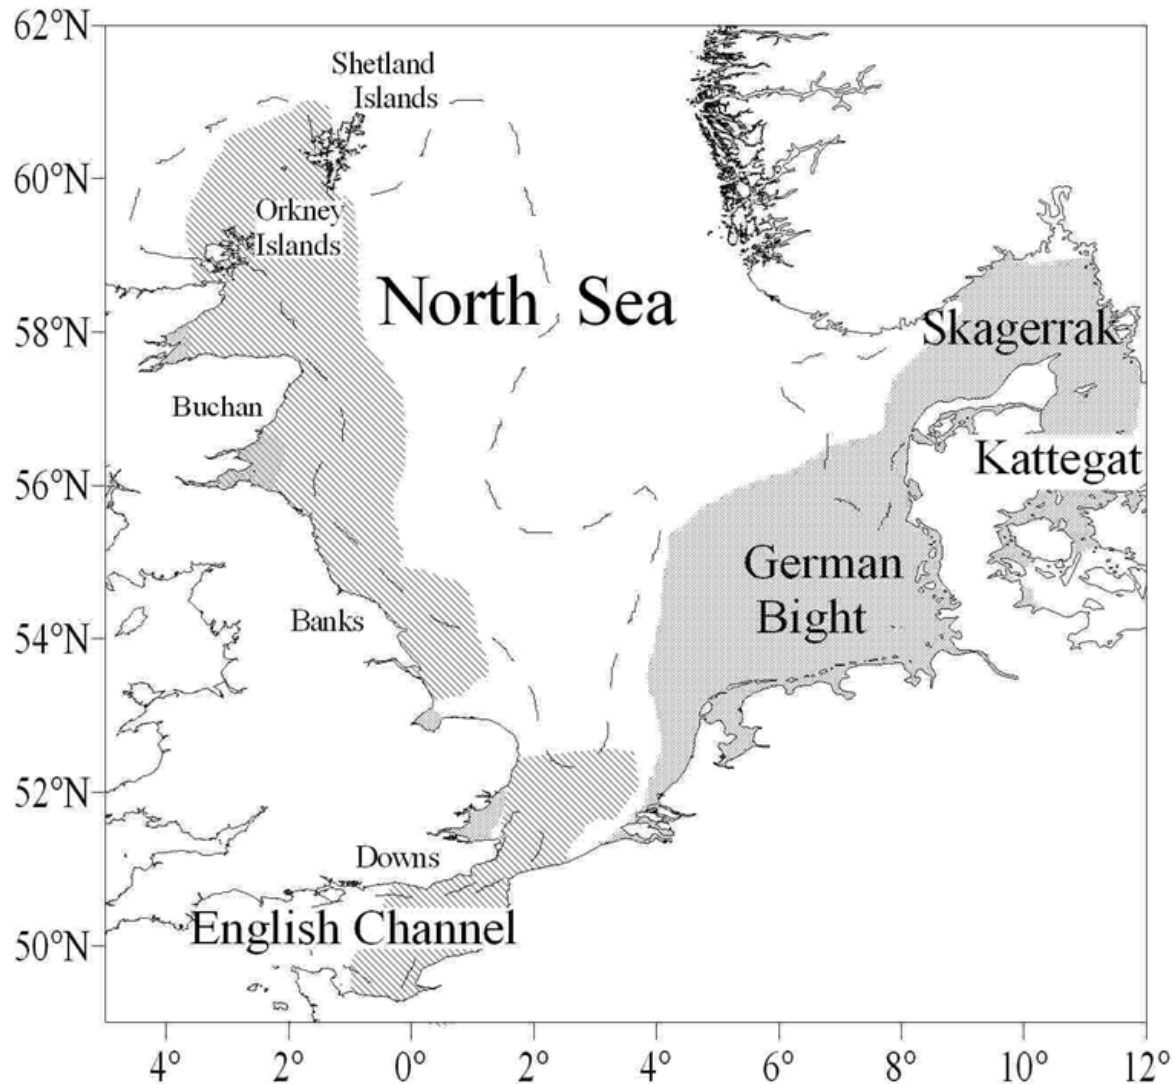 62°N
Shetland
Islands
60°N
Orkney
Islands
North Sea
58°N
Skagerrak
Buchan
56°N
Kattegat
German
Bight
54°N
Banks
52°N
Downs
English Channel
50°N
4° 2° 0° 2° 4° 6° 8° 10° 12°